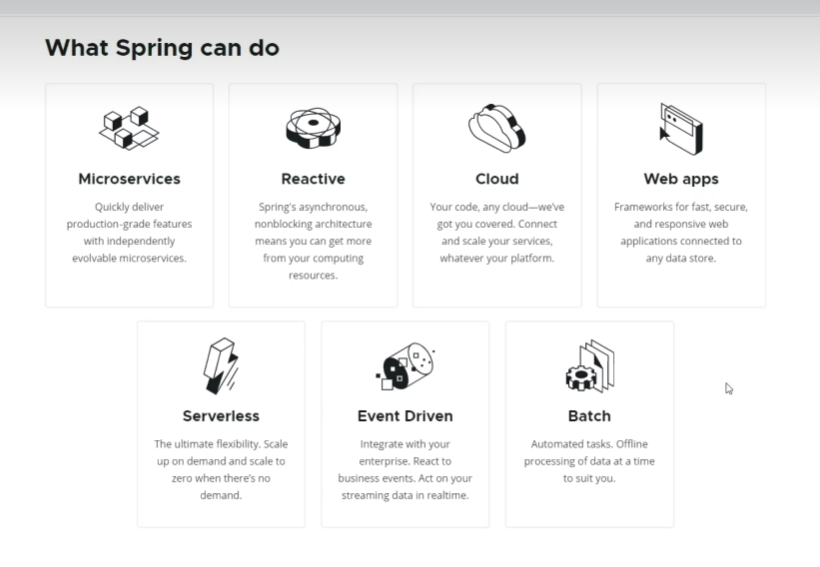 What Spring can do
Microservices
Quickly deliver
production-grade features
with independently
evolvable microservices.
Reactive
Spring's asynchronous,
nonblocking architecture
means you can get more
from your computing
resources.
Cloud
Your code, any cloud—we've
got you covered. Connect
and scale your services,
whatever your platform.
Web apps
Frameworks for fast, secure,
and responsive web
applications connected to
any data store.
Serverless
The ultimate flexibility. Scale
up on demand and scale to
zero when there's no
demand.
Event Driven
Integrate with your
enterprise. React to
business events. Act on your
streaming data in realtime.
Batch
Automated tasks. Offline
processing of data at a time
to suit you.